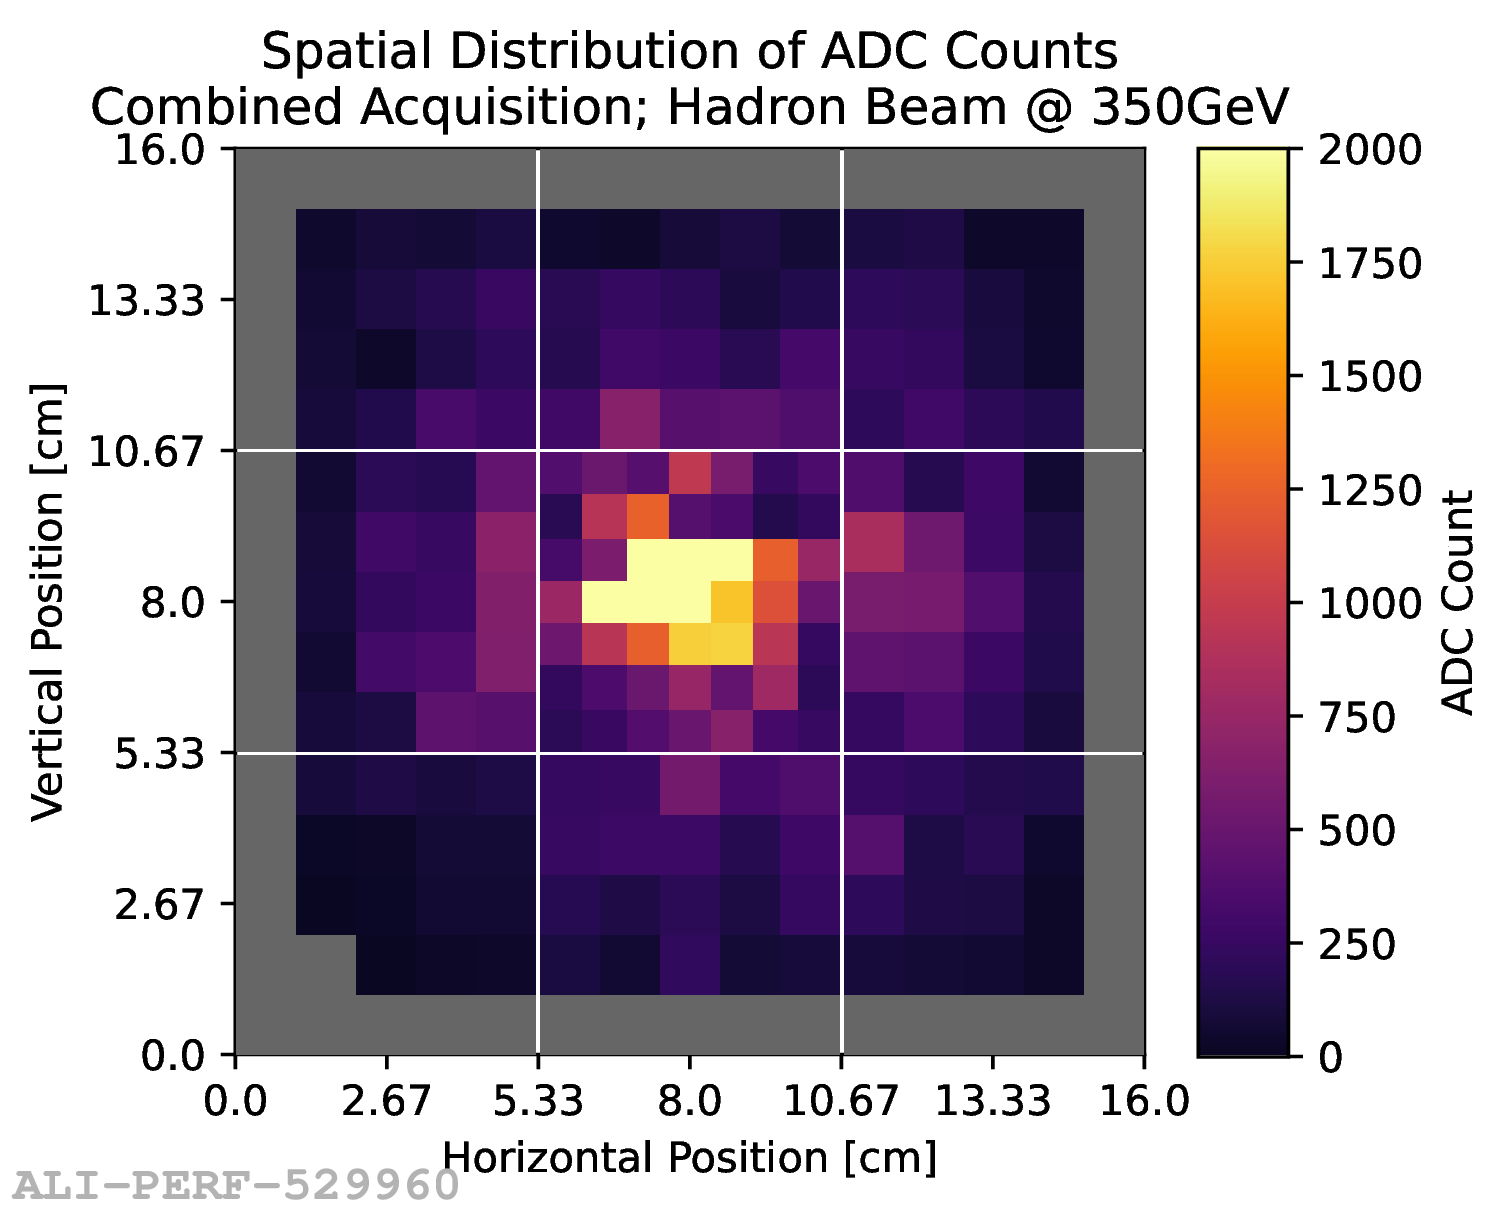 Spatial Distribution of ADC Counts
Combined Acquisition; Hadron Beam @ 350GeV
16.0
13.33
10.67
8.0
5.33
2.67
0.0
Vertical Position [cm]
0.0 2.67 5.33 8.0 10.67 13.33 16.0
Horizontal Position [cm]
2000
1750
1500
1250
1000
750
500
250
0
ADC Count
ALI-PERF-529960